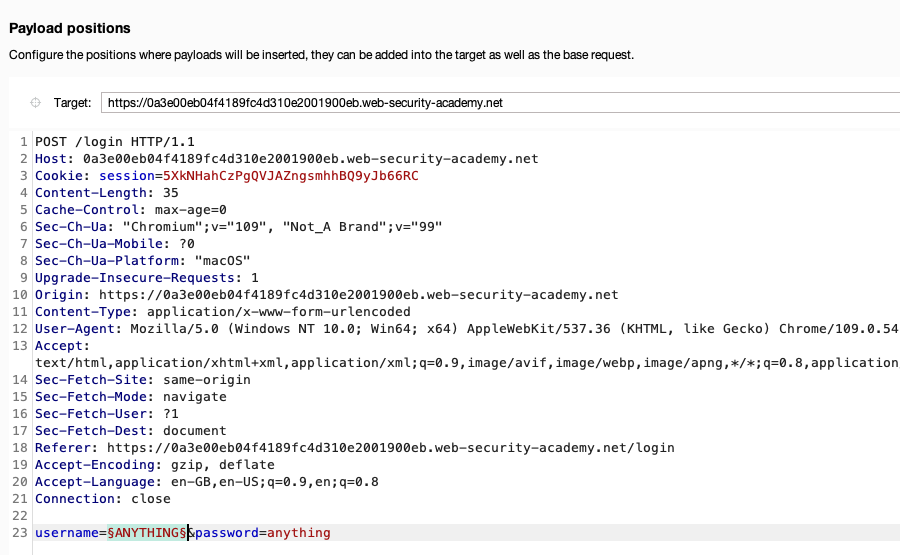 Payload positions
Configure the positions where payloads will be inserted, they can be added into the target as well as the base request.
Target: https://0a3e00eb04f4189fc4d310e2001900eb.web-security-academy.net
1 POST /login HTTP/1.1
2 Host: 0a3e00eb04f4189fc4d310e2001900eb.web-security-academy.net
3 Cookie: session=5XkNHahCzPgQVJAZngsmhhBQ9yJb66RC
4 Content-Length: 35
5 Cache-Control: max-age=0
6 Sec-Ch-Ua: "Chromium";v="109", "Not_A Brand";v="99"
7 Sec-Ch-Ua-Mobile: ?0
8 Sec-Ch-Ua-Platform: "macOS"
9 Upgrade-Insecure-Requests: 1
10 Origin: https://0a3e00eb04f4189fc4d310e2001900eb.web-security-academy.net
11 Content-Type: application/x-www-form-urlencoded
12 User-Agent: Mozilla/5.0 (Windows NT 10.0; Win64; x64) AppleWebKit/537.36 (KHTML, like Gecko) Chrome/109.0.54
13 Accept:
text/html,application/xhtml+xml,application/xml;q=0.9,image/avif,image/webp,image/apng,*/*;q=0.8,application
14 Sec-Fetch-Site: same-origin
15 Sec-Fetch-Mode: navigate
16 Sec-Fetch-User: ?1
17 Sec-Fetch-Dest: document
18 Referer: https://0a3e00eb04f4189fc4d310e2001900eb.web-security-academy.net/login
19 Accept-Encoding: gzip, deflate
20 Accept-Language: en-GB,en-US;q=0.9,en;q=0.8
21 Connection: close
22
23 username=§ANYTHING§&password=anything